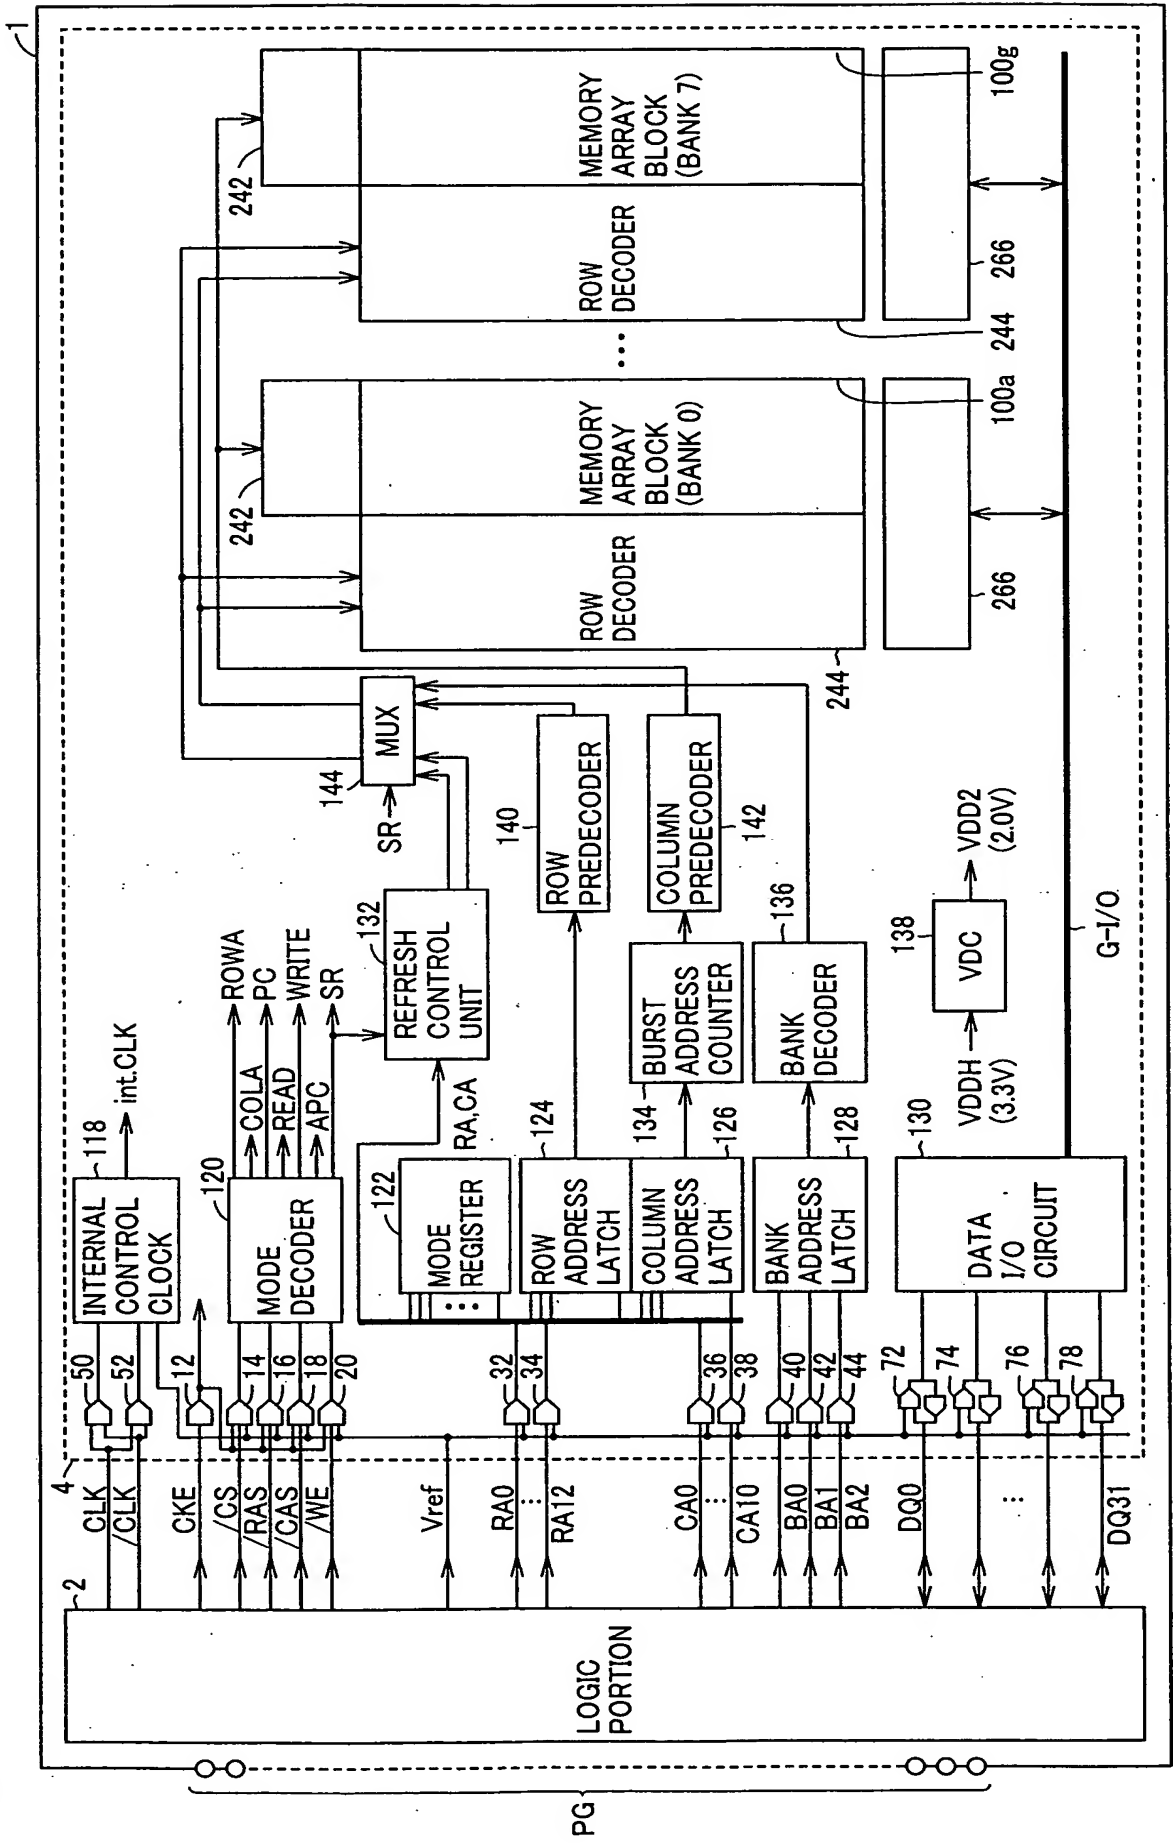 1
4
2
LOGIC
PORTION
PG
CLK
/CLK
CKE
/CS
/RAS
/CAS
/WE
Vref
RA0
...
RA12
CA0
...
CA10
BA0
BA1
BA2
DQ0
...
DQ31
50
52
12
14
16
18
20
32
34
36
38
40
42
44
72
74
76
78
INTERNAL
CONTROL
CLOCK
118
int.CLK
MODE
DECODER
120
ROWA
COLA
PC
READ
WRITE
APC
SR
MODE
REGISTER
122
RA,CA
ROW
ADDRESS
LATCH
124
COLUMN
ADDRESS
LATCH
126
BANK
ADDRESS
LATCH
128
DATA
I/O
CIRCUIT
130
REFRESH
CONTROL
UNIT
132
BURST
ADDRESS
COUNTER
134
BANK
DECODER
136
VDDH
(3.3V)
VDC
138
VDD2
(2.0V)
ROW
PREDECODER
140
COLUMN
PREDECODER
142
SR
MUX
144
G-I/O
242
ROW
DECODER
244
MEMORY
ARRAY
BLOCK
(BANK 0)
100a
266
...
242
ROW
DECODER
244
MEMORY
ARRAY
BLOCK
(BANK 7)
100g
266